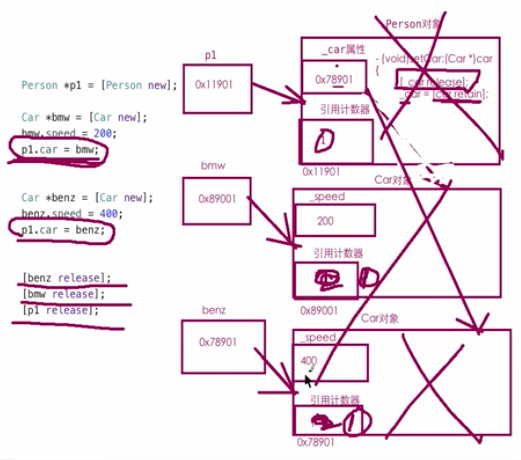 Person *p1 = [Person new];
Car *bmw = [Car new];
bmw.speed = 200;
p1.car = bmw;
Car *benz = [Car new];
benz.speed = 400;
p1.car = benz;
[benz release];
[bmw release];
[p1 release];
p1
0x11901
bmw
0x89001
benz
0x78901
Person对象
_car属性
0x78901
- (void)setCar:(Car *)car
{
[_car release];
_car = [car retain];
引用计数器
0x11901
Car对象
_speed
200
引用计数器
0x89001
Car对象
_speed
400
引用计数器
1
0x78901